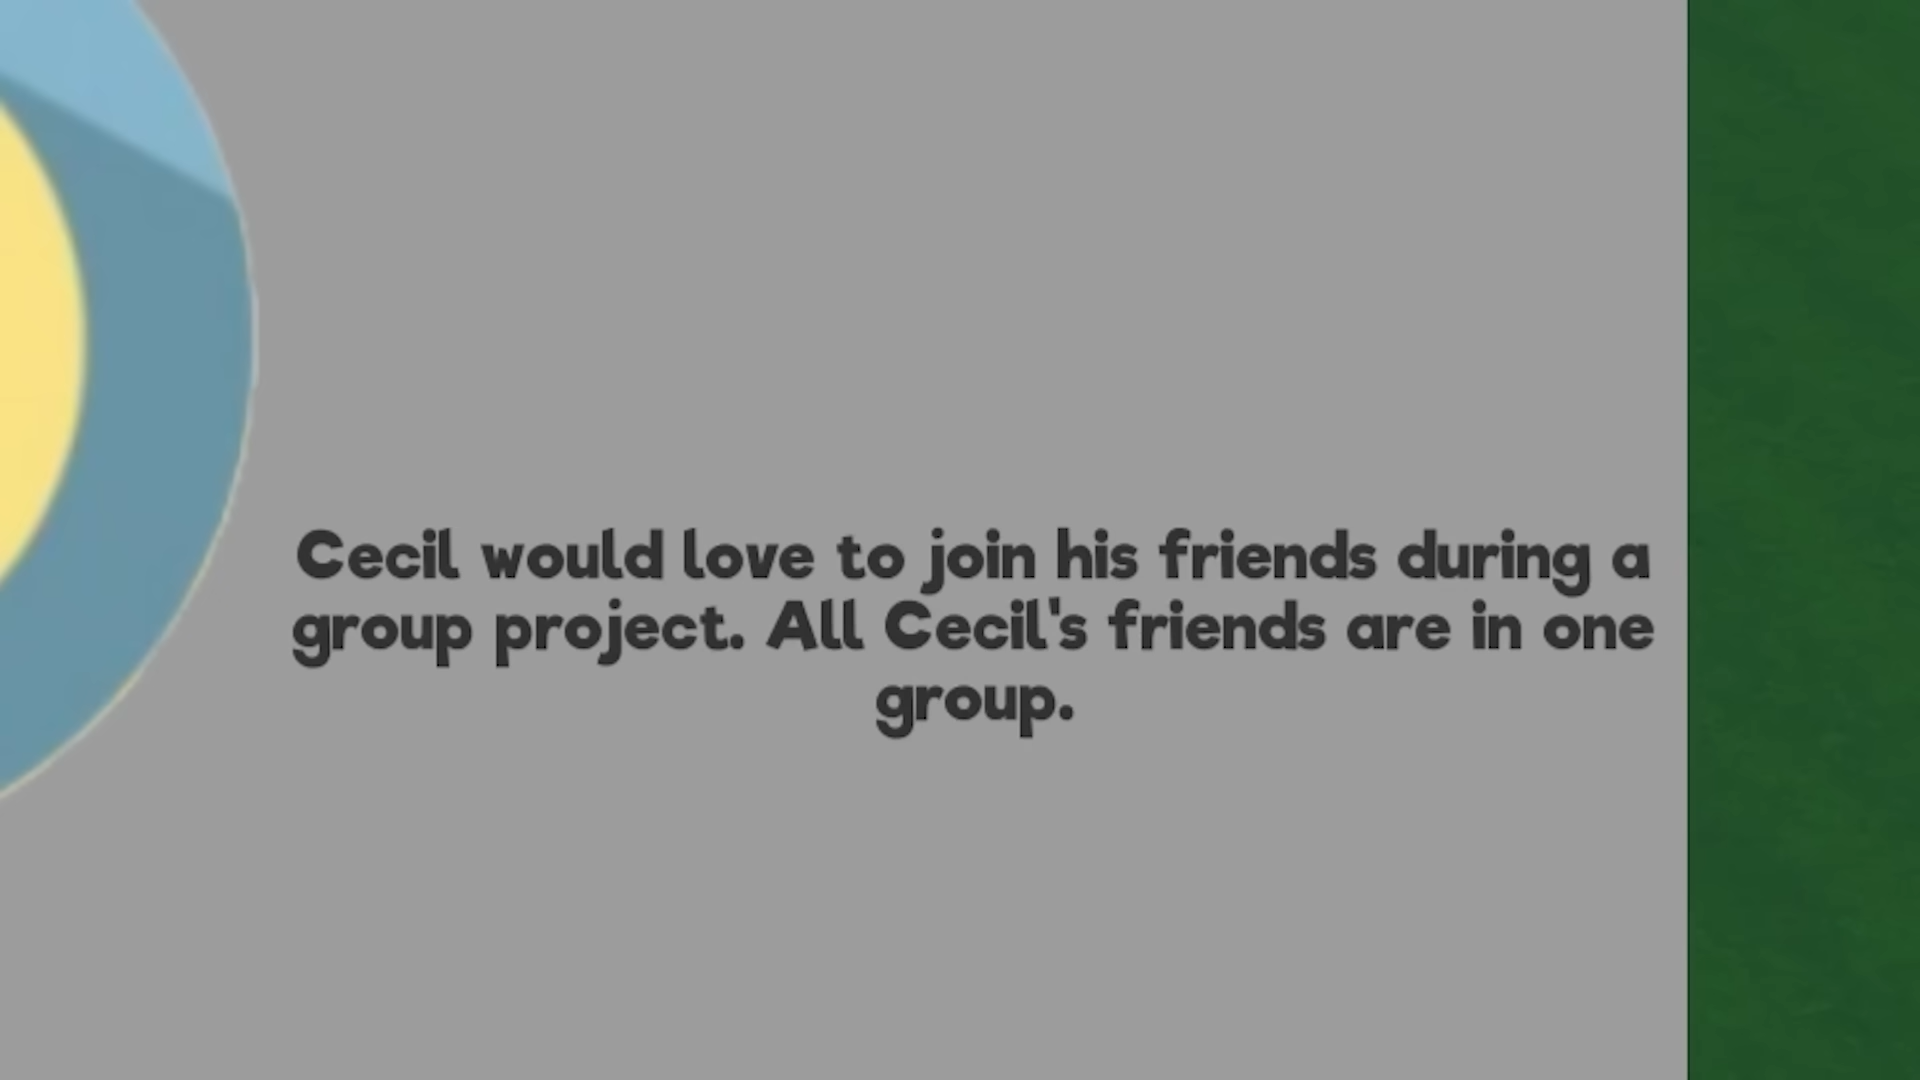 Cecil would love to join his friends during a
group project. All Cecil's friends are in one
group.